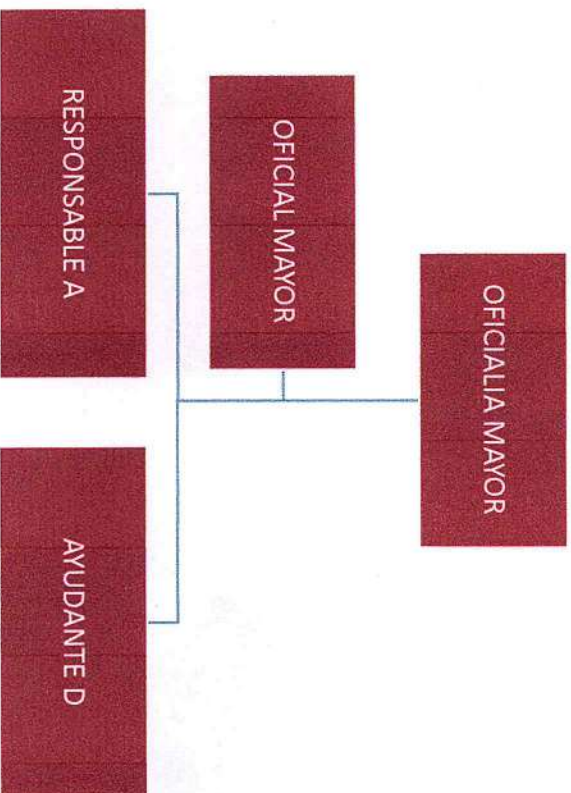 OFICIALIA MAYOR
OFICIAL MAYOR
RESPONSABLE A
AYUDANTE D